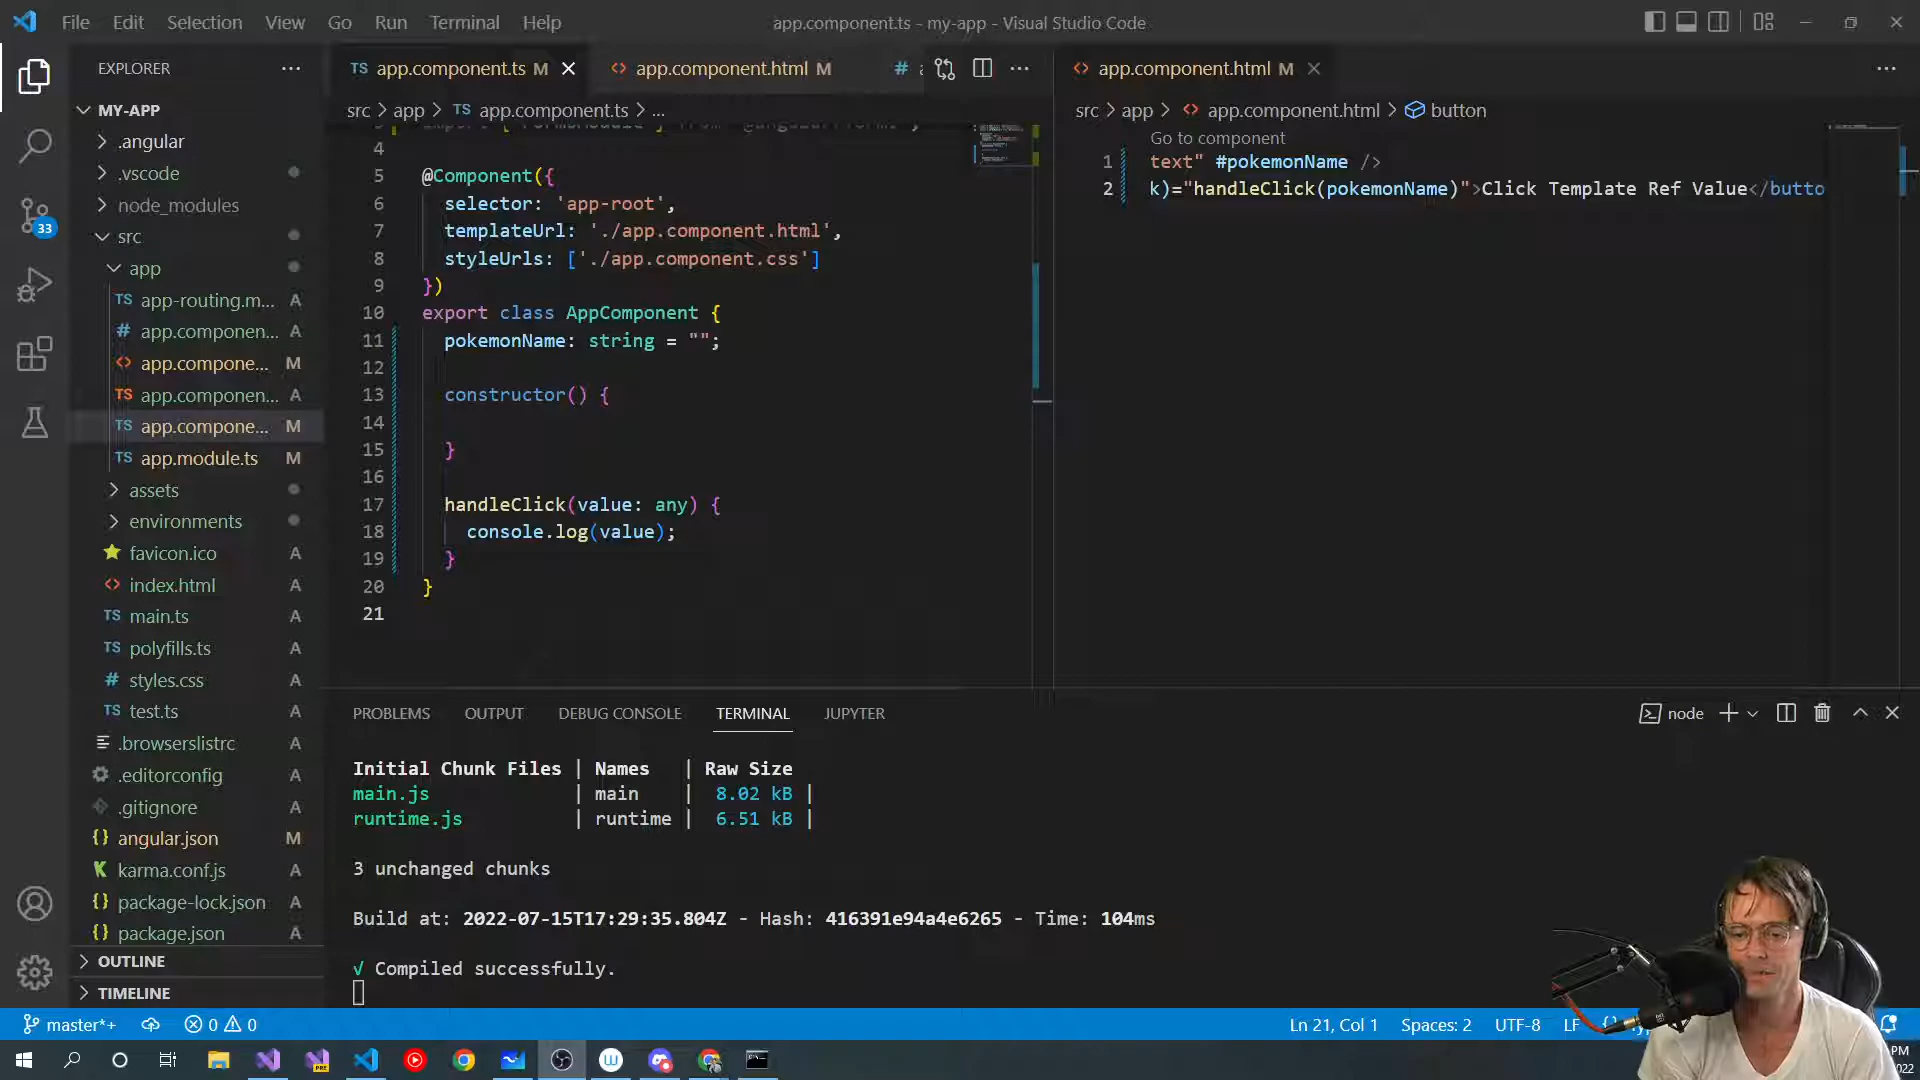 File Edit Selection View Go Run Terminal Help
app.component.ts - my-app - Visual Studio Code
EXPLORER
MY-APP
.angular
.vscode
node_modules
src
app
TS app-routing.m... A
# app.componen... A
<> app.compone... M
TS app.componen... A
TS app.compone... M
TS app.module.ts M
assets
environments
favicon.ico A
<> index.html A
TS main.ts A
TS polyfills.ts A
# styles.css A
TS test.ts A
.browserslistrc A
.editorconfig A
.gitignore A
{} angular.json M
karma.conf.js A
{} package-lock.json A
{} package.json A
OUTLINE
TIMELINE
33
TS app.component.ts M
<> app.component.html M
#
src > app > TS app.component.ts > ...
4
5 @Component({
6 selector: 'app-root',
7 templateUrl: './app.component.html',
8 styleUrls: ['./app.component.css']
9 })
10 export class AppComponent {
11 pokemonName: string = "";
12
13 constructor() {
14
15 }
16
17 handleClick(value: any) {
18 console.log(value);
19 }
20 }
21
<> app.component.html M
src > app > <> app.component.html > button
Go to component
1 text" #pokemonName />
2 k)="handleClick(pokemonName)">Click Template Ref Value</butto
PROBLEMS OUTPUT DEBUG CONSOLE TERMINAL JUPYTER
node
Initial Chunk Files | Names | Raw Size
main.js | main | 8.02 kB |
runtime.js | runtime | 6.51 kB |
3 unchanged chunks
Build at: 2022-07-15T17:29:35.804Z - Hash: 416391e94a4e6265 - Time: 104ms
√ Compiled successfully.
master*+ 0 0
Ln 21, Col 1 Spaces: 2 UTF-8 LF
PM
022